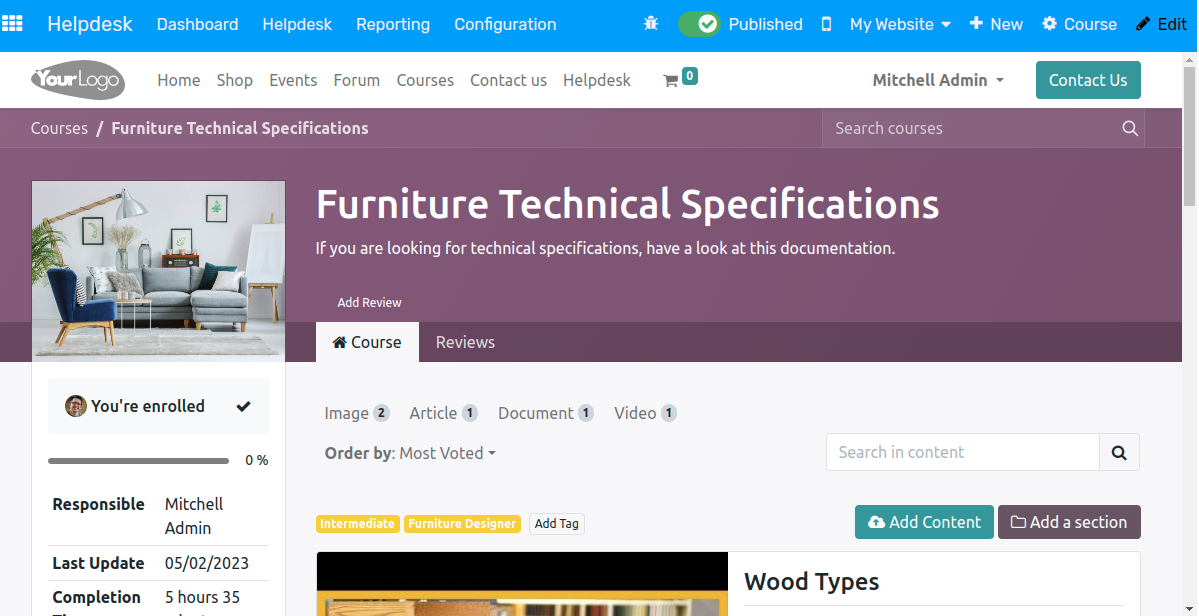 Helpdesk Dashboard Helpdesk Reporting Configuration Published My Website New Course Edit
YourLogo Home Shop Events Forum Courses Contact us Helpdesk 0 Mitchell Admin Contact Us
Courses / Furniture Technical Specifications Search courses
Furniture Technical Specifications
If you are looking for technical specifications, have a look at this documentation.
Add Review
Course Reviews
You're enrolled
0 %
Responsible Mitchell
Admin
Last Update 05/02/2023
Completion 5 hours 35
Image 2 Article 1 Document 1 Video 1
Order by: Most Voted Search in content
Intermediate Furniture Designer Add Tag Add Content Add a section
Wood Types